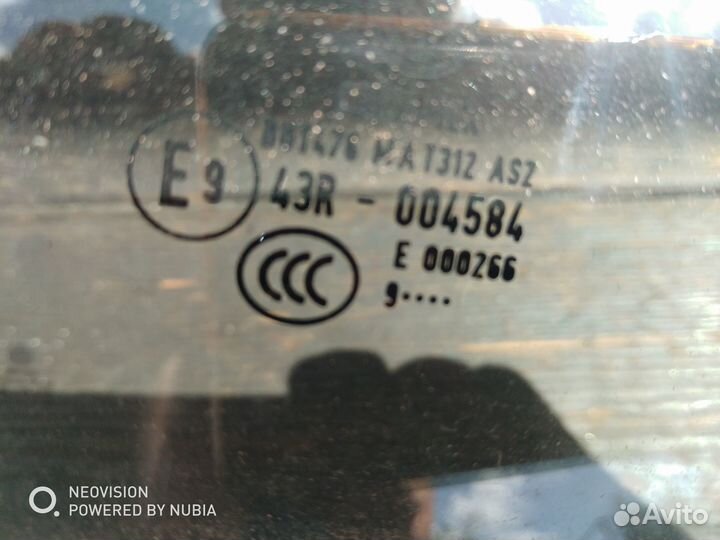 E9
M A T312 AS2
43R - 004584
CCC
E 000266
9••••
NEOVISION
POWERED BY NUBIA
Avito